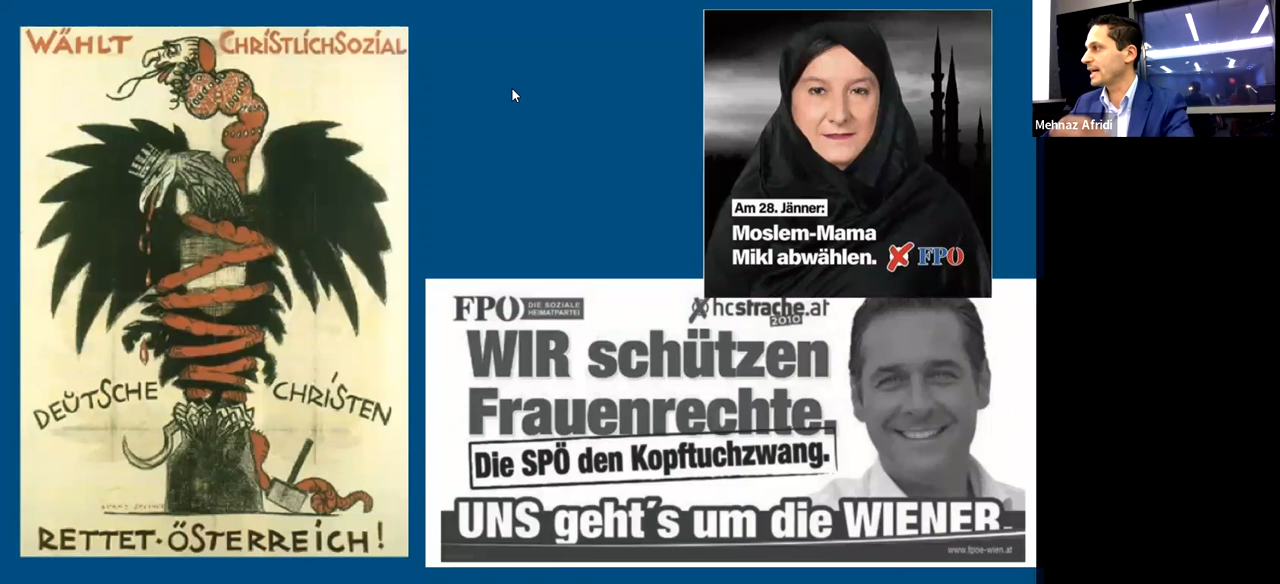 WÄHLT CHRISTLICHSOZIAL
DEÜTSCHE CHRISTEN
RETTET·ÖSTERREICH!
Am 28. Jänner:
Moslem-Mama
Mikl abwählen. FPÖ
FPÖ DIE SOZIALE
HEIMATPARTEI
hcstrache.at
2010
WIR schützen
Frauenrechte.
Die SPÖ den Kopftuchzwang.
UNS geht´s um die WIENER
www.fpoe-wien.at
Mehnaz Afridi